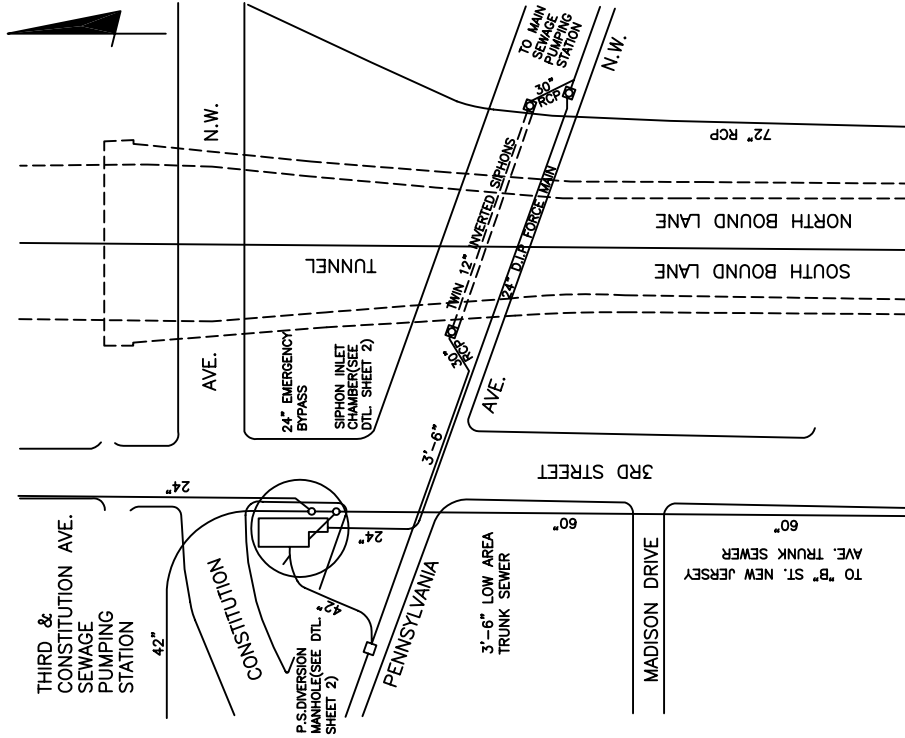 THIRD &
CONSTITUTION AVE.
SEWAGE
PUMPING
STATION
42"
24"
CONSTITUTION
AVE.
N.W.
24" EMERGENCY
BYPASS
SIPHON INLET
CHAMBER(SEE
DTL. SHEET 2)
TUNNEL
TO MAIN
SEWAGE
PUMPING
STATION
30"
RCP
N.W.
TWIN 12" INVERTED SIPHONS
24" D.I.P. FORCE MAIN
30"
RCP
72" RCP
NORTH BOUND LANE
SOUTH BOUND LANE
AVE.
3'-6"
3RD STREET
24"
42"
P.S.DIVERSION
MANHOLE(SEE DTL.
SHEET 2)
PENNSYLVANIA
3'-6" LOW AREA
TRUNK SEWER
60"
MADISON DRIVE
60"
TO "B" ST. NEW JERSEY
AVE. TRUNK SEWER